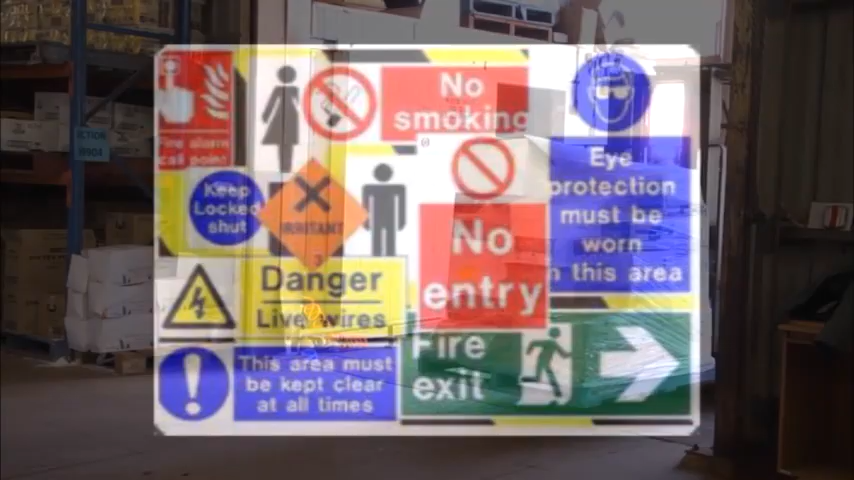 No
smoking
Fire alarm
call point
Eye
protection
must be
worn
in this area
Keep
Locked
shut
IRRITANT
No
entry
Danger
Live wires
Fire
exit
This area must
be kept clear
at all times